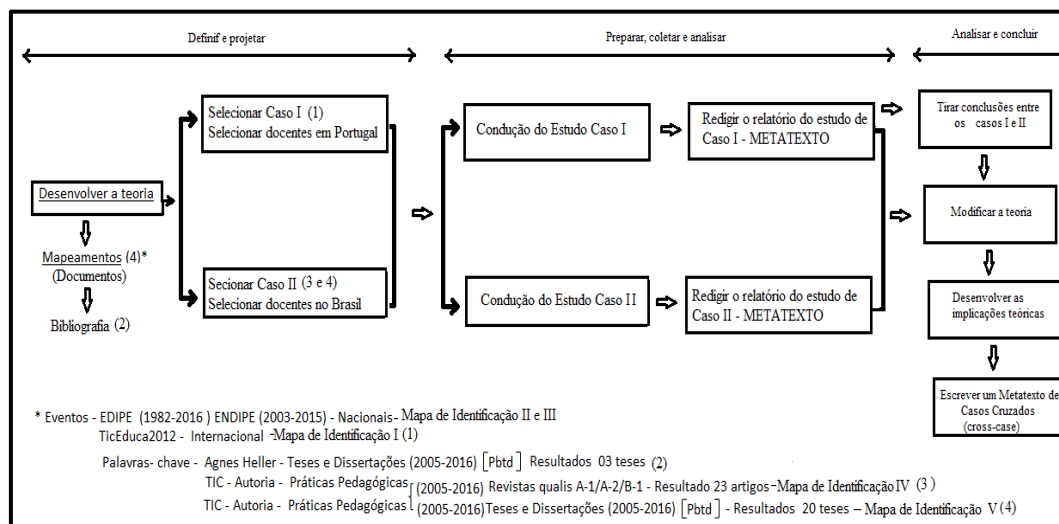 Definif e projetar
Preparar, coletar e analisar
Analisar e concluir
Desenvolver a teoria
Mapeamentos (4)*
(Documentos)
Bibliografia (2)
Selecionar Caso I (1)
Selecionar docentes em Portugal
Secionar Caso II (3 e 4)
Selecionar docentes no Brasil
Condução do Estudo Caso I
Redigir o relatório do estudo de
Caso I - METATEXTO
Condução do Estudo Caso II
Redigir o relatório do estudo de
Caso II - METATEXTO
Tirar conclusões entre
os casos I e II
Modificar a teoria
Desenvolver as
implicações teóricas
Escrever um Metatexto de
Casos Cruzados
(cross-case)
* Eventos - EDIPE (1982-2016 ) ENDIPE (2003-2015) - Nacionais- Mapa de Identificação II e III
TicEduca2012 - Internacional -Mapa de Identificação I (1)
Palavras- chave - Agnes Heller - Teses e Dissertações (2005-2016) [Pbtd] Resultados 03 teses (2)
TIC - Autoria - Práticas Pedagógicas (2005-2016) Revistas qualis A-1/A-2/B-1 - Resultado 23 artigos-Mapa de Identificação IV (3 )
TIC - Autoria - Práticas Pedagógicas (2005-2016)Teses e Dissertações (2005-2016) [Pbtd] - Resultados 20 teses – Mapa de Identificação V (4)